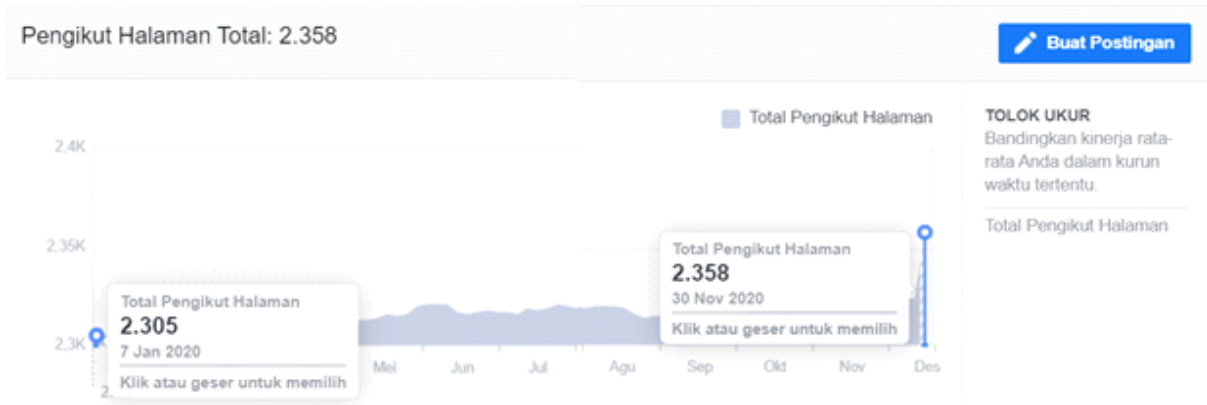 Pengikut Halaman Total: 2.358
Buat Postingan
Total Pengikut Halaman
TOLOK UKUR
Bandingkan kinerja rata-
rata Anda dalam kurun
waktu tertentu.
Total Pengikut Halaman
2,4K
2,35K
2,3K
Total Pengikut Halaman
2.305
7 Jan 2020
Klik atau geser untuk memilih
Total Pengikut Halaman
2.358
30 Nov 2020
Klik atau geser untuk memilih
Mei Jun Jul Agu Sep Okt Nov Des